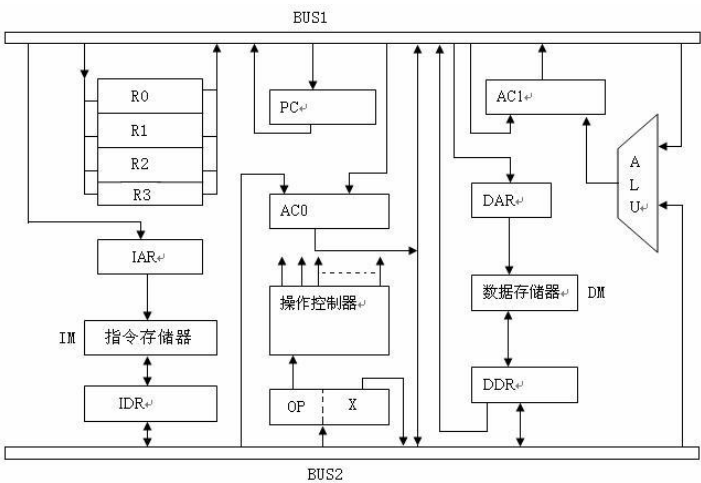 BUS1
R0
R1
R2
R3
PC
AC1
A
L
U
AC0
DAR
IAR
操作控制器
数据存储器
DM
IM
指令存储器
IDR
OP
X
DDR
BUS2